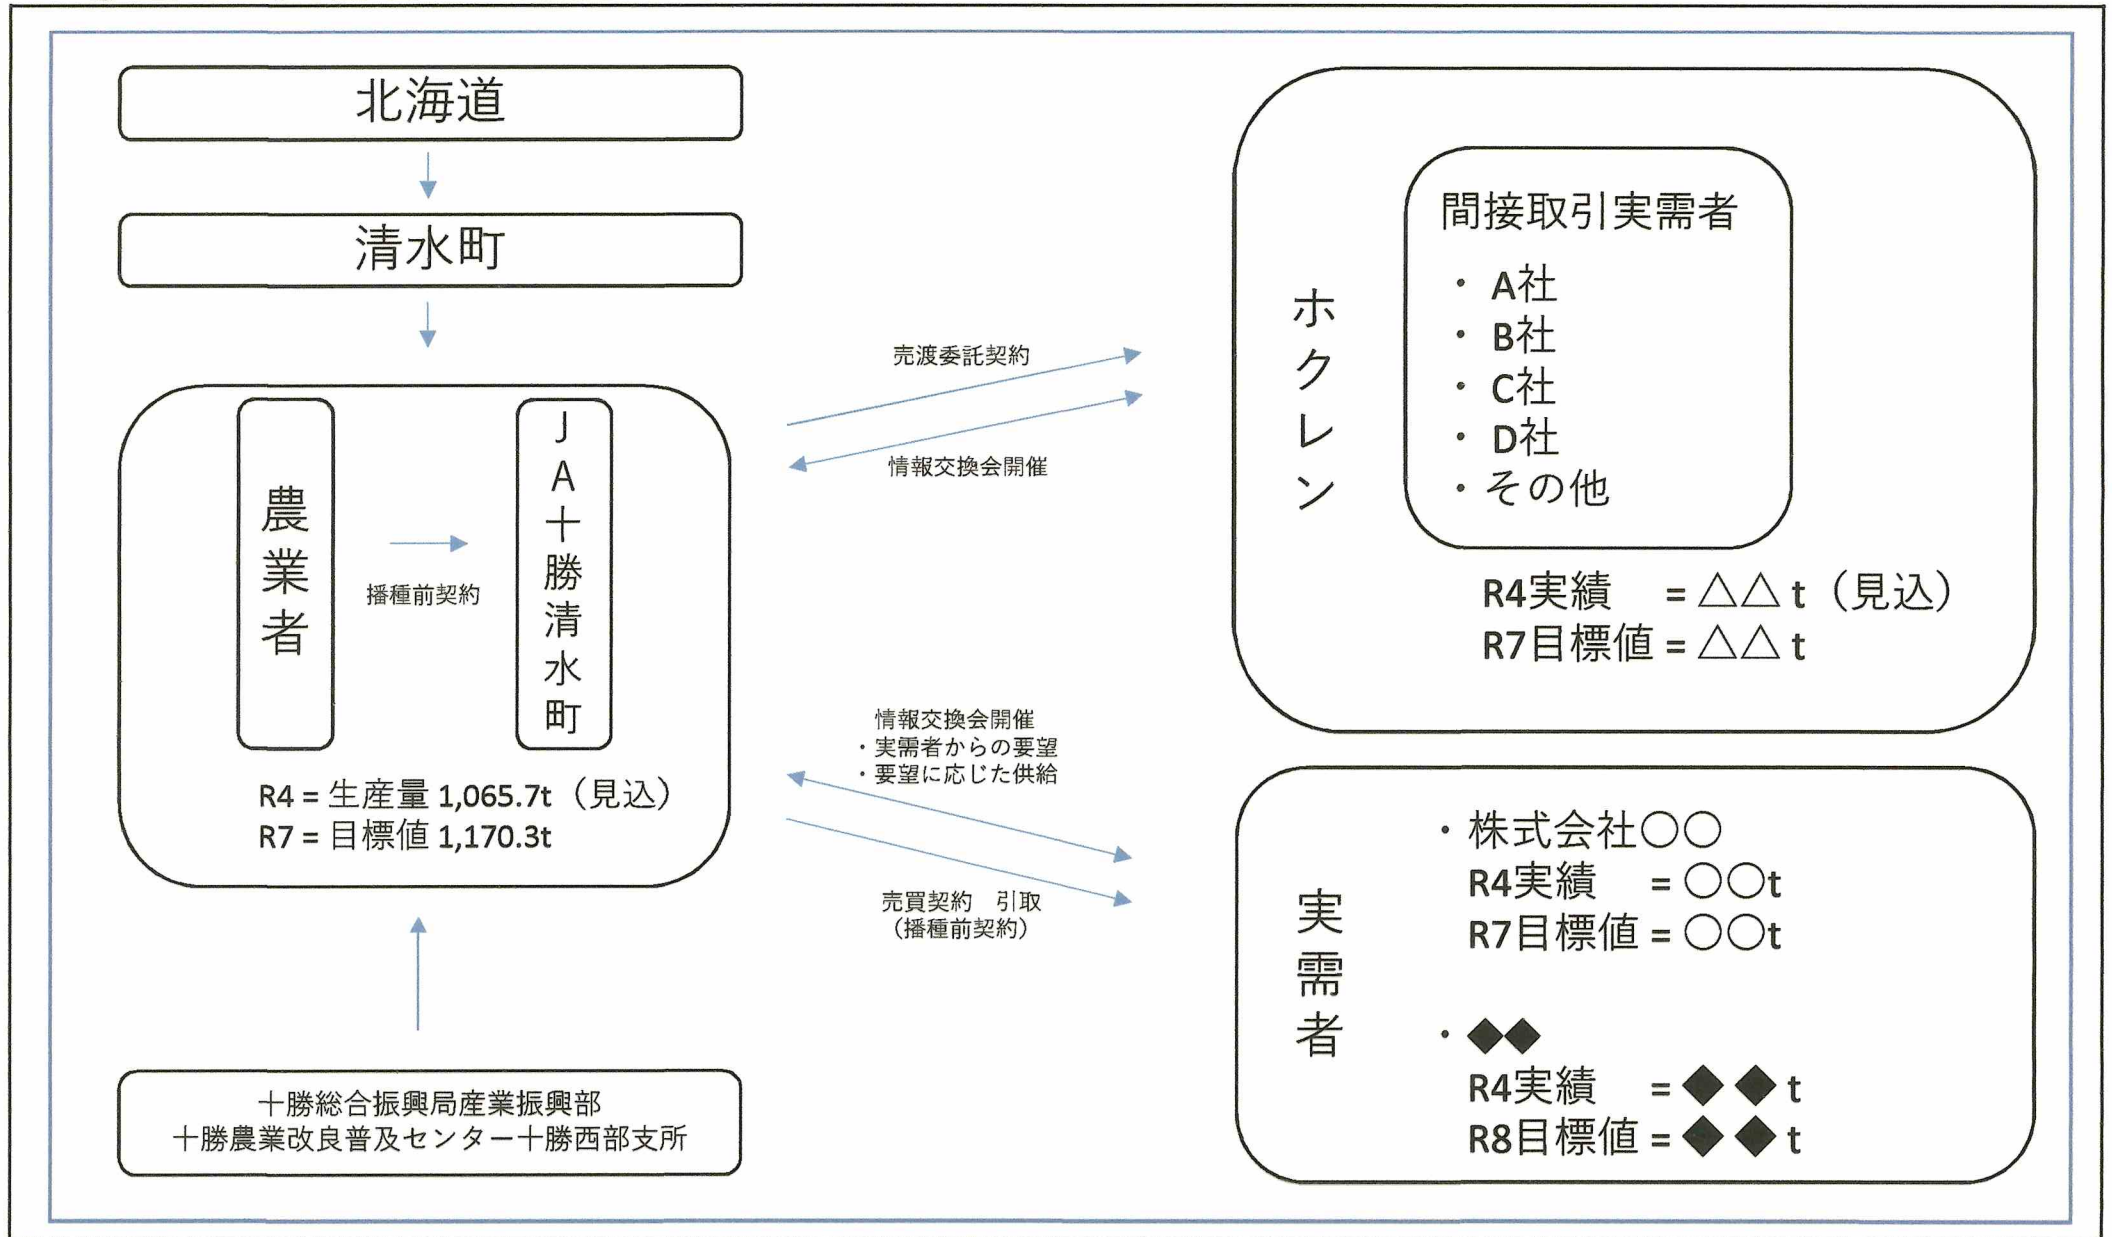 北海道
清水町
農業者
播種前契約
JA十勝清水町
R4 = 生産量 1,065.7t（見込）
R7 = 目標値 1,170.3t
十勝総合振興局産業振興部
十勝農業改良普及センター十勝西部支所
売渡委託契約
情報交換会開催
情報交換会開催
・実需者からの要望
・要望に応じた供給
売買契約　引取
（播種前契約）
ホクレン
間接取引実需者
・ A社
・ B社
・ C社
・ D社
・その他
R4実績　= △△ t（見込）
R7目標値 = △△ t
実需者
・株式会社〇〇
R4実績　= 〇〇t
R7目標値 = 〇〇t
・◆◆
R4実績　= ◆ ◆ t
R8目標値 = ◆ ◆ t